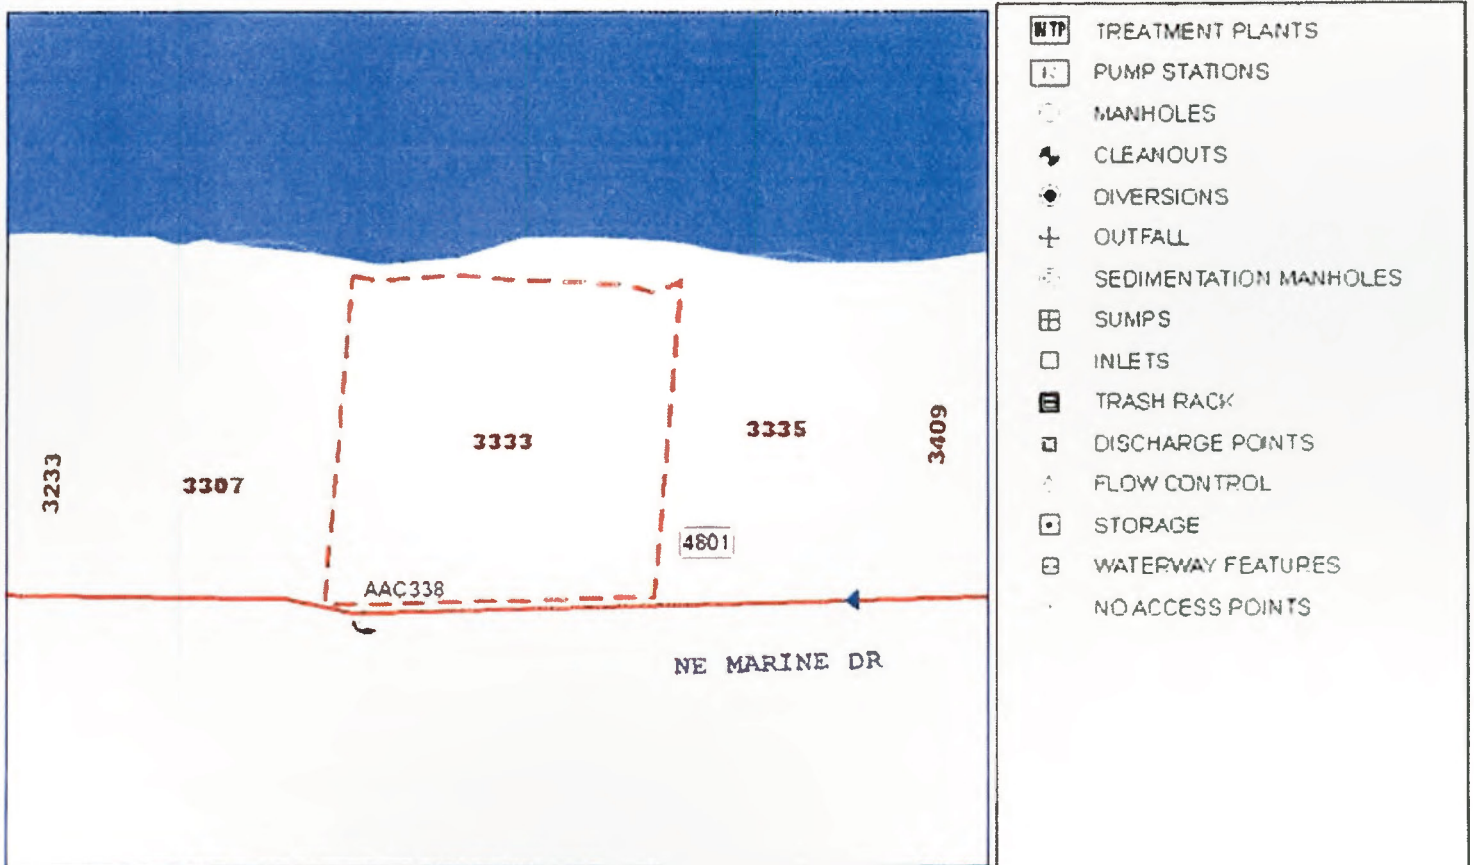 3233
3307
3333
3335
3409
4801
AAC338
NE MARINE DR
WTP TREATMENT PLANTS
PUMP STATIONS
MANHOLES
CLEANOUTS
DIVERSIONS
OUTFALL
SEDIMENTATION MANHOLES
SUMPS
INLETS
TRASH RACK
DISCHARGE POINTS
FLOW CONTROL
STORAGE
WATERWAY FEATURES
NO ACCESS POINTS